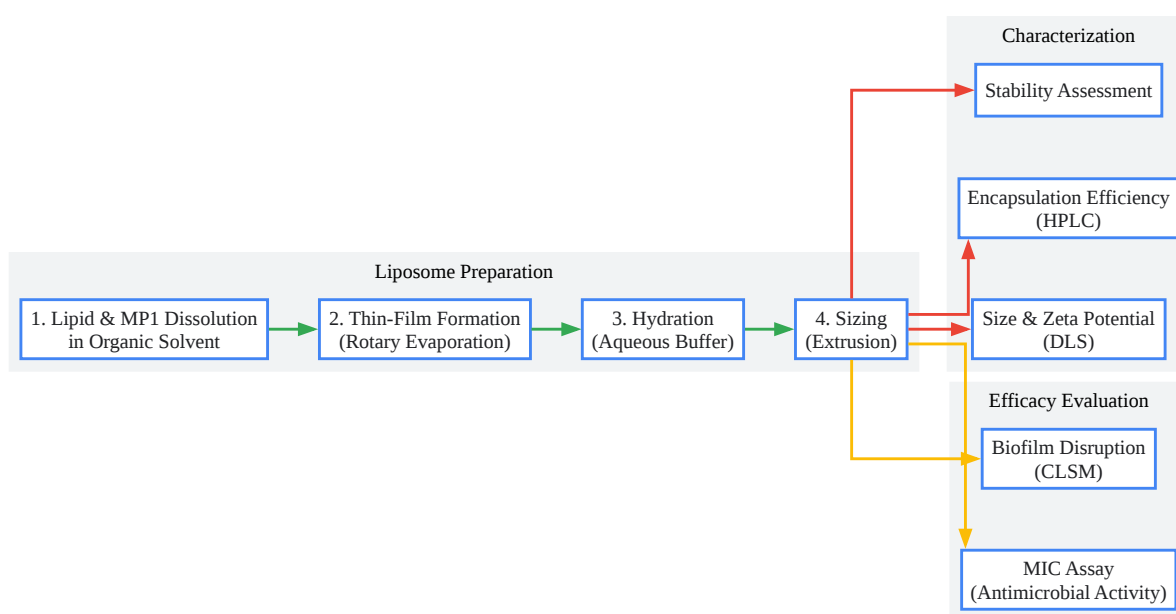 Characterization
Stability Assessment
Encapsulation Efficiency
(HPLC)
Liposome Preparation
1. Lipid & MP1 Dissolution
in Organic Solvent
2. Thin-Film Formation
(Rotary Evaporation)
3. Hydration
(Aqueous Buffer)
4. Sizing
(Extrusion)
Size & Zeta Potential
(DLS)
Efficacy Evaluation
Biofilm Disruption
(CLSM)
MIC Assay
(Antimicrobial Activity)